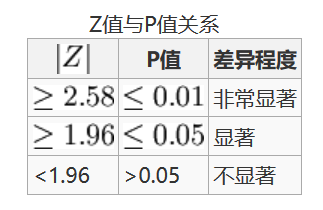 Z值与P值关系
|Z| P值 差异程度
≥ 2.58 ≤ 0.01 非常显著
≥ 1.96 ≤ 0.05 显著
<1.96 >0.05 不显著